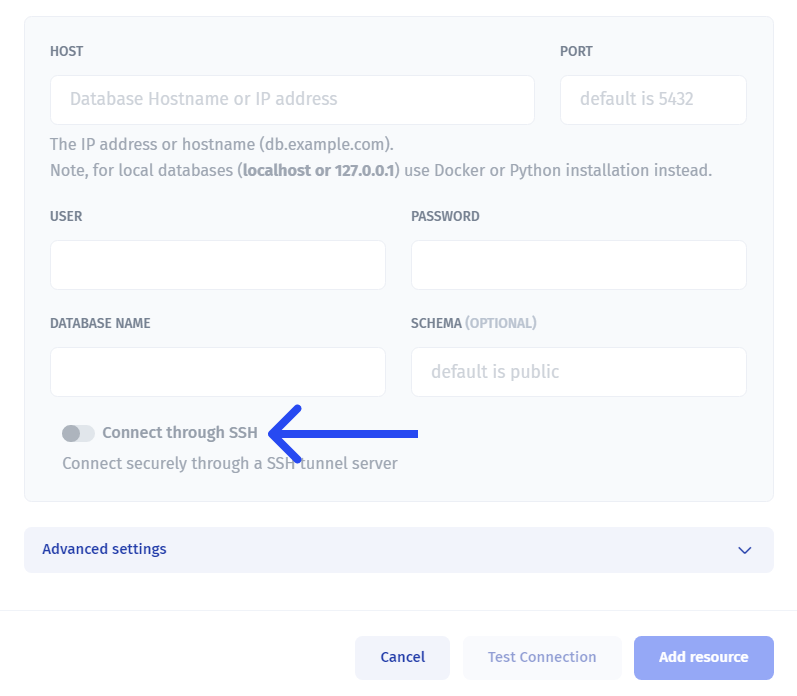 HOST PORT
Database Hostname or IP address default is 5432
The IP address or hostname (db.example.com).
Note, for local databases (localhost or 127.0.0.1) use Docker or Python installation instead.
USER PASSWORD
DATABASE NAME SCHEMA (OPTIONAL)
default is public
Connect through SSH
Connect securely through a SSH tunnel server
Advanced settings
Cancel Test Connection Add resource